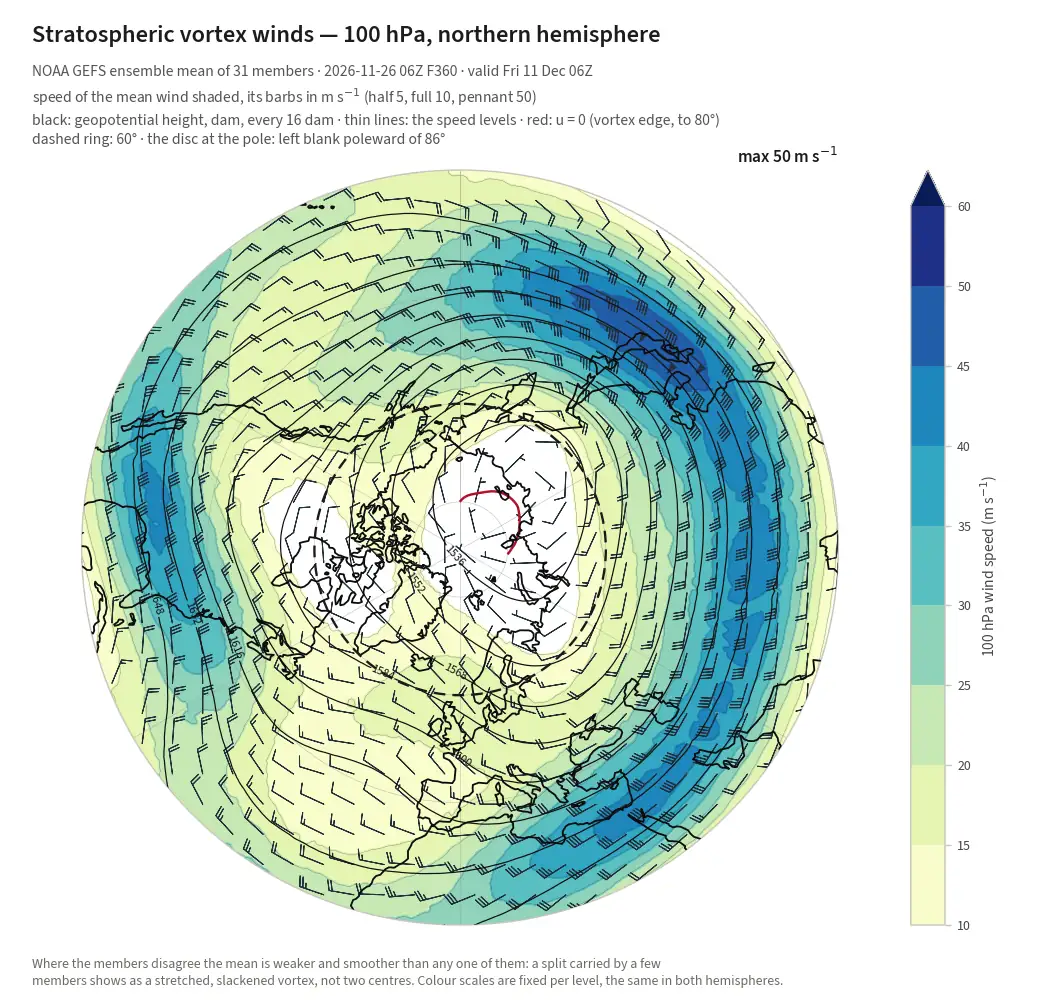 Stratospheric vortex winds — 100 hPa, northern hemisphere
NOAA GEFS ensemble mean of 31 members · 2026-11-26 06Z F360 · valid Fri 11 Dec 06Z
speed of the mean wind shaded, its barbs in m s⁻¹ (half 5, full 10, pennant 50)
black: geopotential height, dam, every 16 dam · thin lines: the speed levels · red: u = 0 (vortex edge, to 80°)
dashed ring: 60° · the disc at the pole: left blank poleward of 86°
max 50 m s⁻¹
60
50
45
40
35
30
25
20
15
10
100 hPa wind speed (m s⁻¹)
1536
1552
1616
Where the members disagree the mean is weaker and smoother than any one of them: a split carried by a few
members shows as a stretched, slackened vortex, not two centres. Colour scales are fixed per level, the same in both hemispheres.